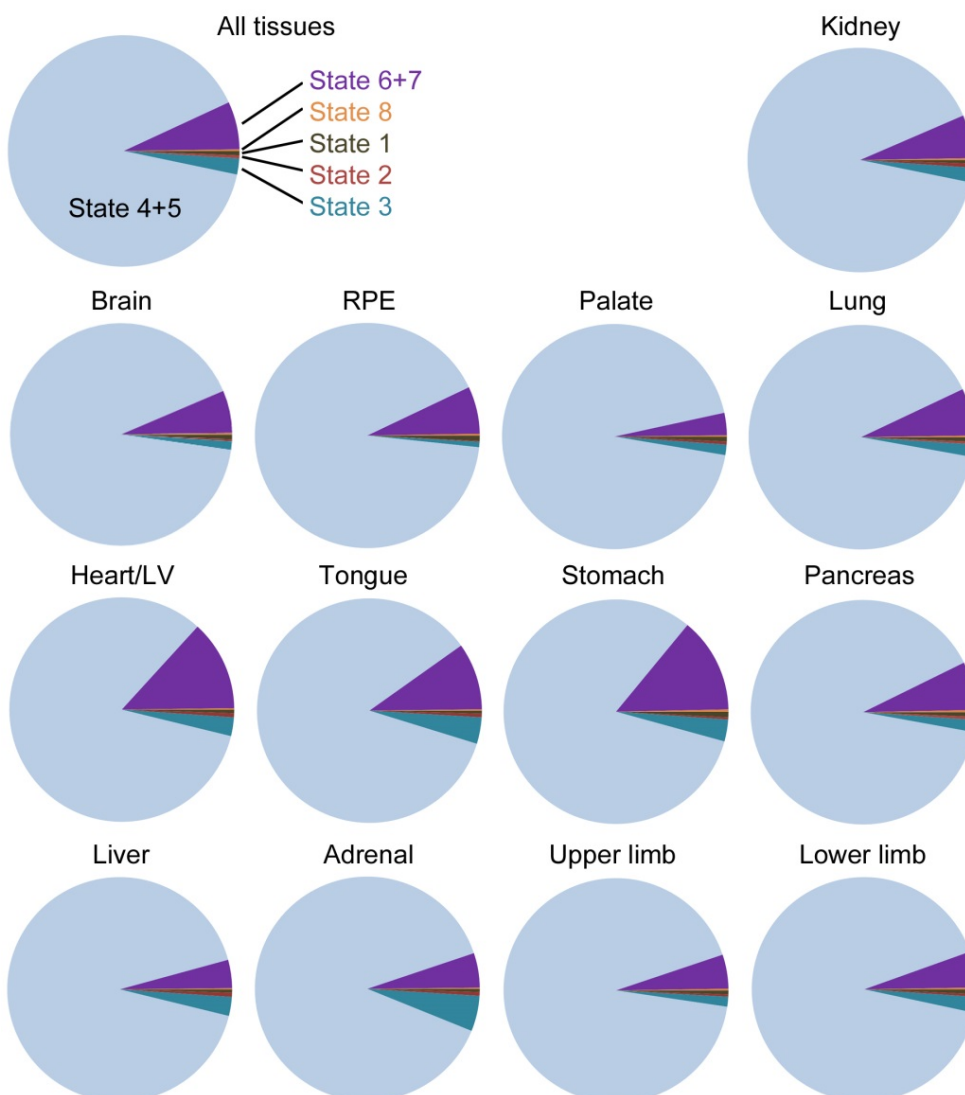 All tissues
Kidney
State 6+7
State 8
State 1
State 2
State 3
State 4+5
Brain
RPE
Palate
Lung
Heart/LV
Tongue
Stomach
Pancreas
Liver
Adrenal
Upper limb
Lower limb